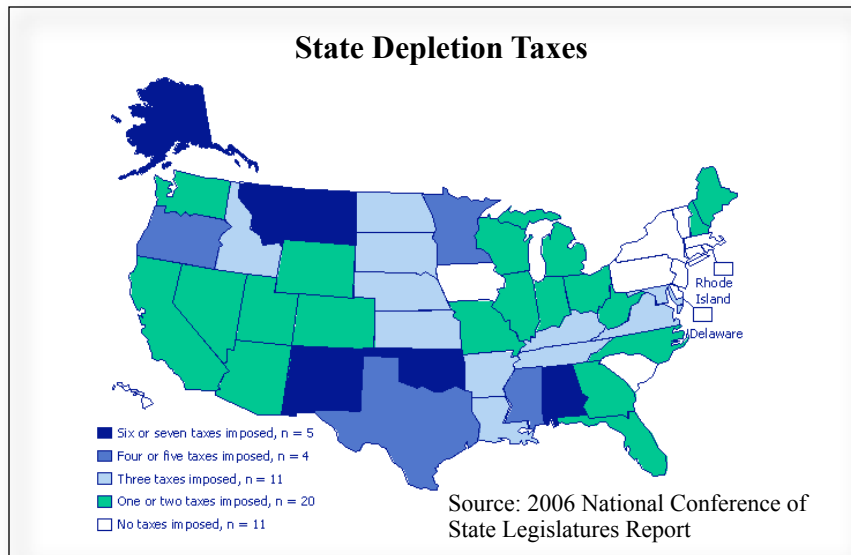 State Depletion Taxes
Rhode
Island
Delaware
Six or seven taxes imposed, n = 5
Four or five taxes imposed, n = 4
Three taxes imposed, n = 11
One or two taxes imposed, n = 20
No taxes imposed, n = 11
Source: 2006 National Conference of
State Legislatures Report